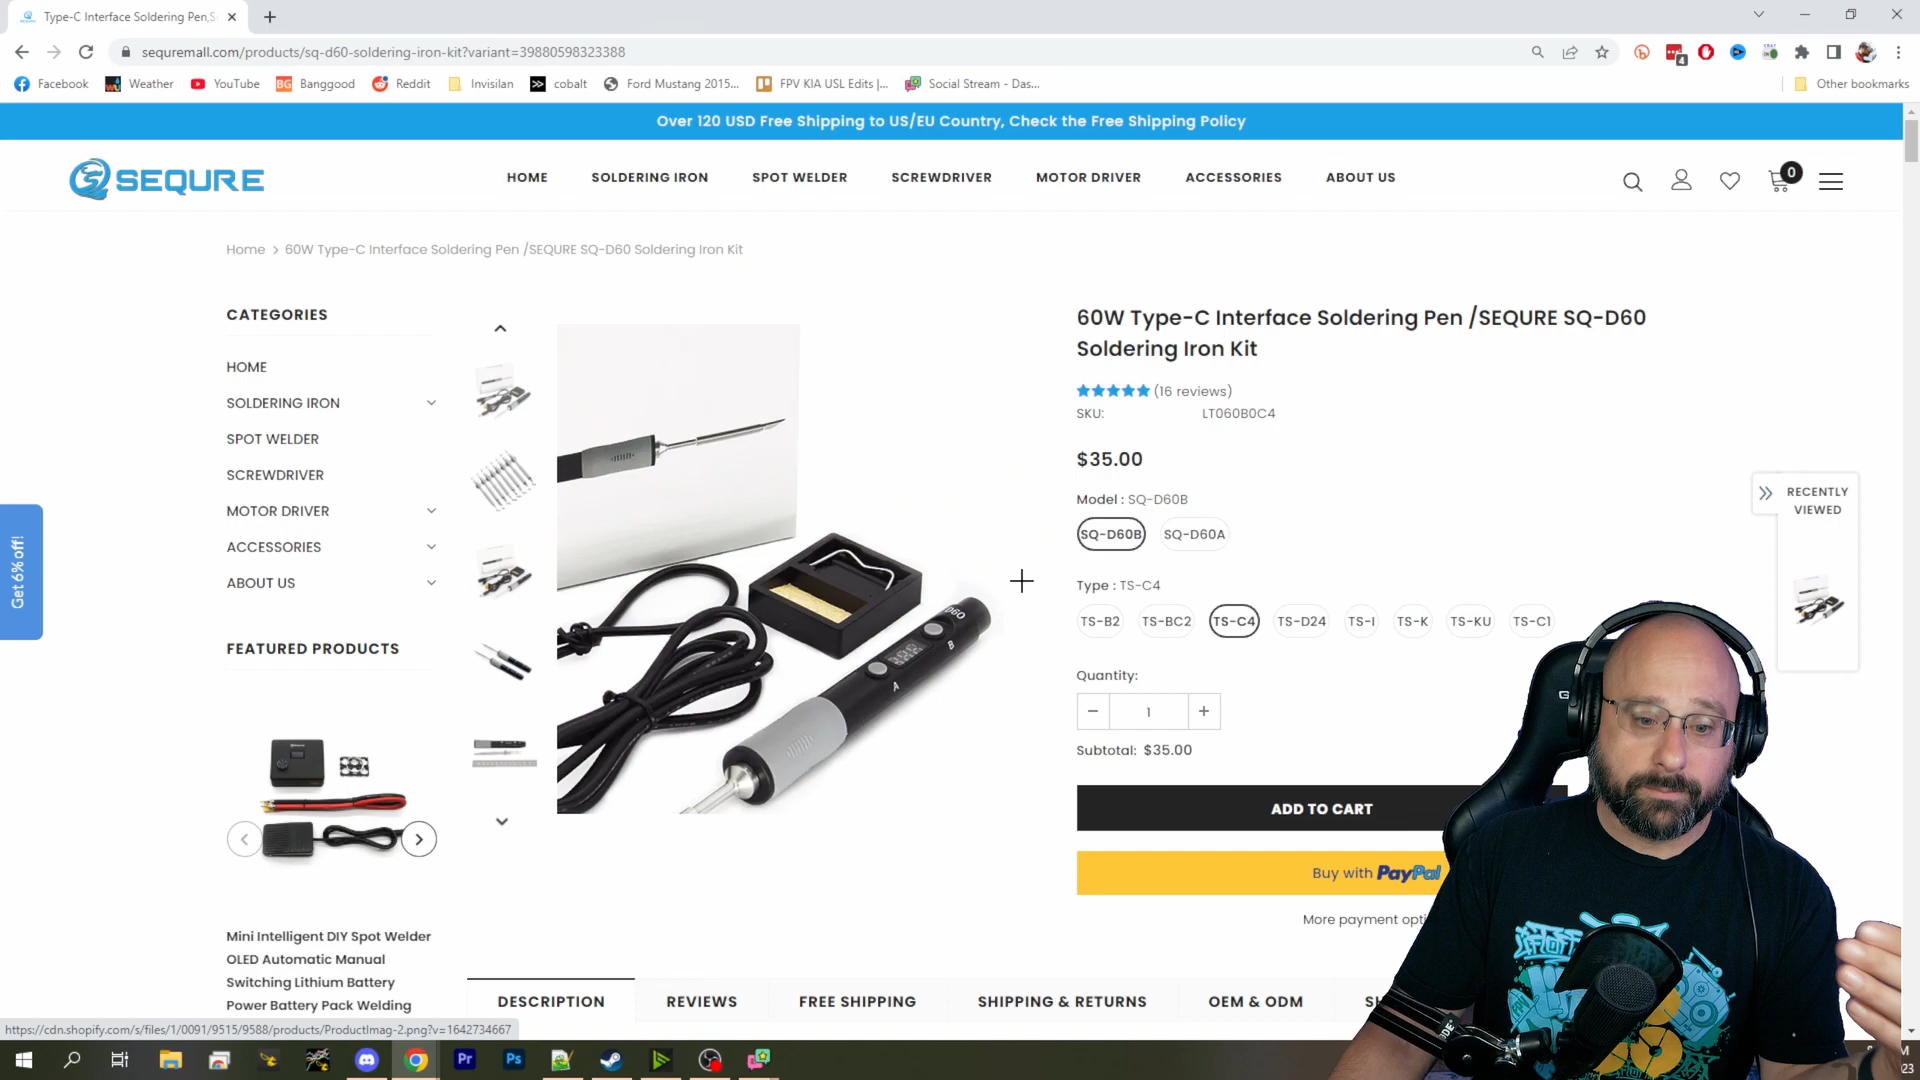 Type-C Interface Soldering Pen,S
sequremall.com/products/sq-d60-soldering-iron-kit?variant=39880598323388
4
Facebook
Weather
YouTube
BG Banggood
Reddit
Invisilan
cobalt
Ford Mustang 2015...
FPV KIA USL Edits |...
Social Stream - Das...
Other bookmarks
Over 120 USD Free Shipping to US/EU Country, Check the Free Shipping Policy
SEQURE
HOME
SOLDERING IRON
SPOT WELDER
SCREWDRIVER
MOTOR DRIVER
ACCESSORIES
ABOUT US
0
Home > 60W Type-C Interface Soldering Pen /SEQURE SQ-D60 Soldering Iron Kit
CATEGORIES
HOME
SOLDERING IRON
SPOT WELDER
SCREWDRIVER
MOTOR DRIVER
ACCESSORIES
ABOUT US
Get 6% off!
FEATURED PRODUCTS
Mini Intelligent DIY Spot Welder
OLED Automatic Manual
Switching Lithium Battery
Power Battery Pack Welding
D60
B
A
60W Type-C Interface Soldering Pen /SEQURE SQ-D60
Soldering Iron Kit
(16 reviews)
SKU: LT060B0C4
$35.00
Model : SQ-D60B
SQ-D60B
SQ-D60A
Type : TS-C4
TS-B2
TS-BC2
TS-C4
TS-D24
TS-I
TS-K
TS-KU
TS-C1
Quantity:
− 1 +
Subtotal: $35.00
ADD TO CART
Buy with PayPal
More payment opti
RECENTLY
VIEWED
DESCRIPTION
REVIEWS
FREE SHIPPING
SHIPPING & RETURNS
OEM & ODM
https://cdn.shopify.com/s/files/1/0091/9515/9588/products/ProductImag-2.png?v=1642734667
Pr
Ps